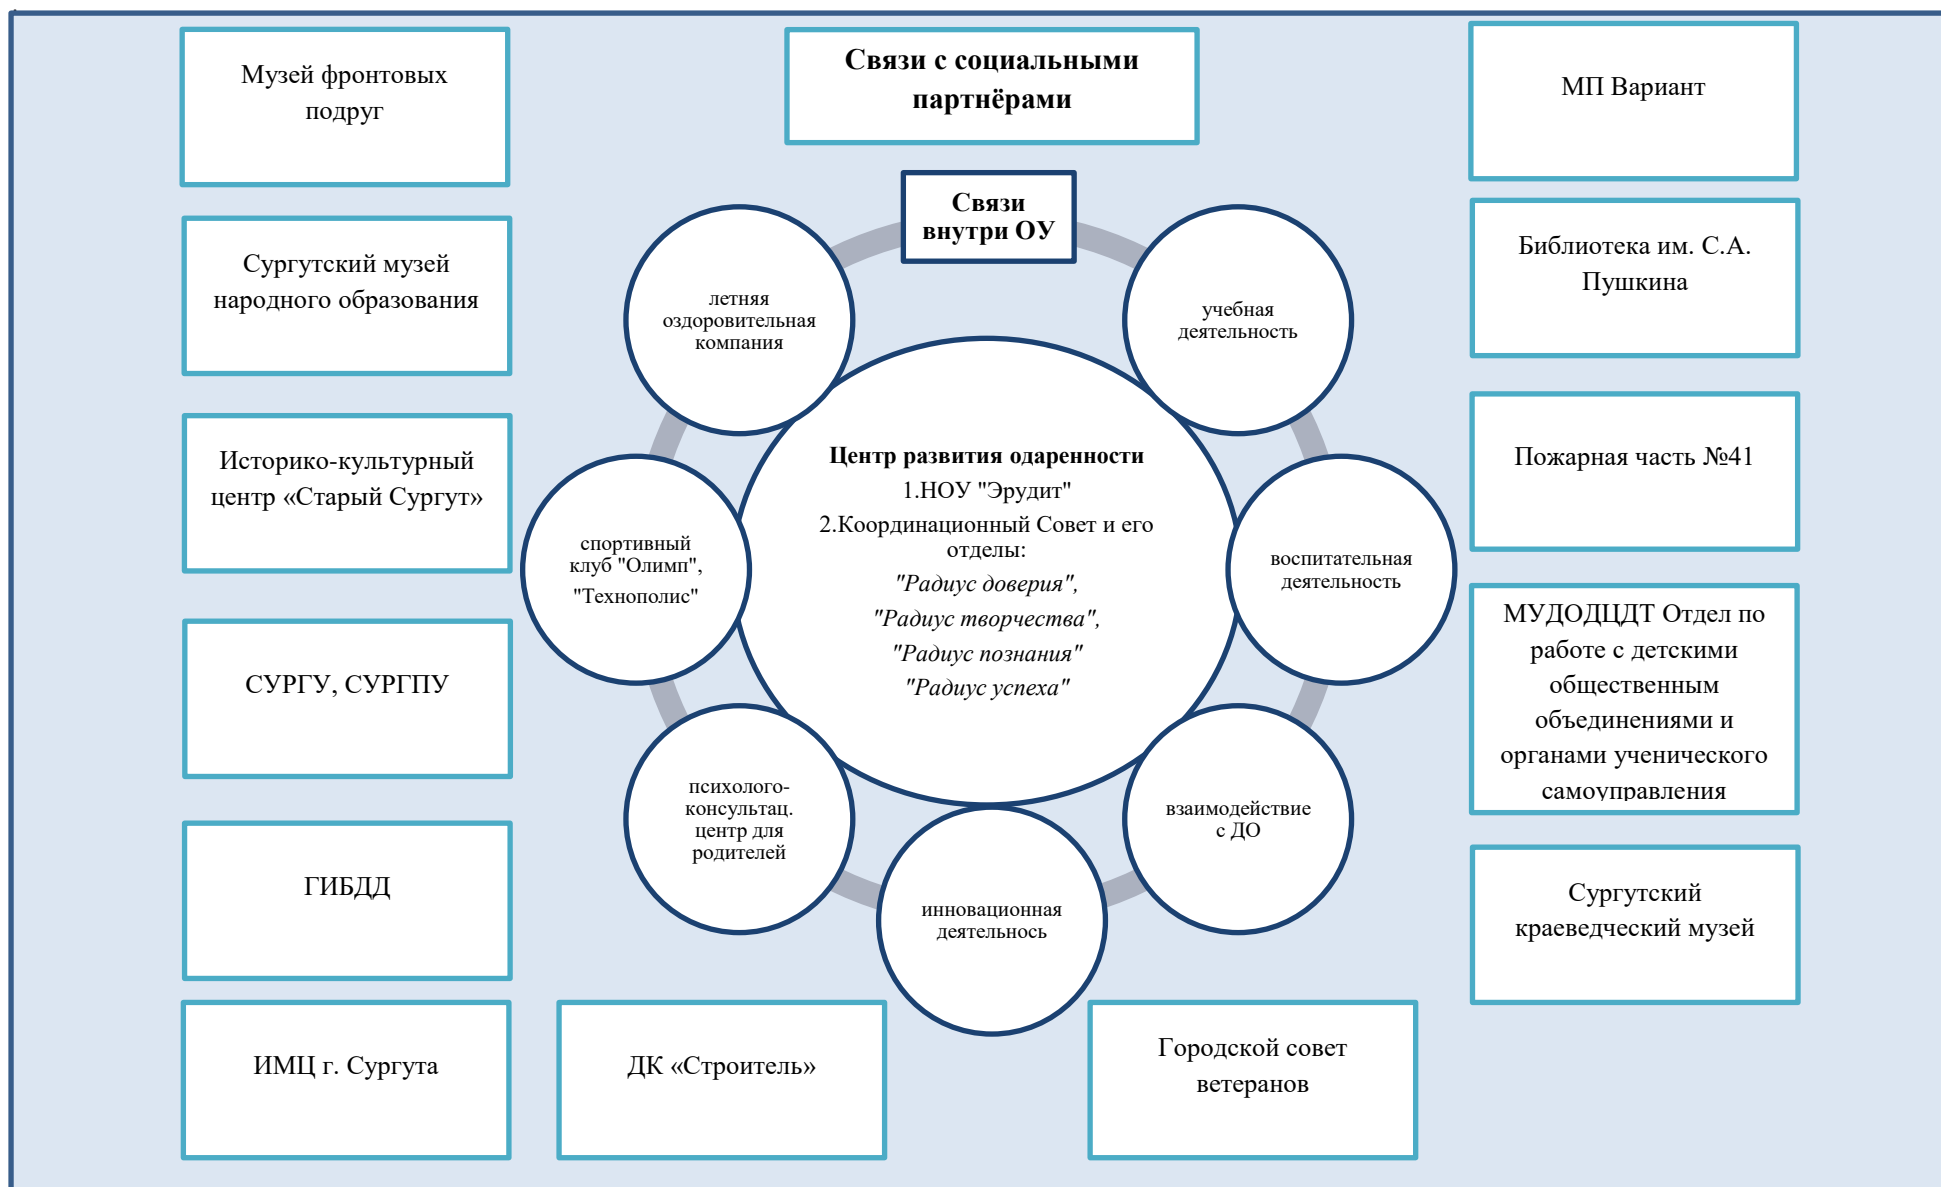 Связи с социальными
партнёрами
Музей фронтовых
подруг
Сургутский музей
народного образования
Историко-культурный
центр «Старый Сургут»
СУРГУ, СУРГПУ
ГИБДД
ИМЦ г. Сургута
ДК «Строитель»
Городской совет
ветеранов
МП Вариант
Библиотека им. С.А.
Пушкина
Пожарная часть №41
МУДОДЦДТ Отдел по
работе с детскими
общественным
объединениями и
органами ученического
самоуправления
Сургутский
краеведческий музей
Связи
внутри ОУ
летняя
оздоровительная
компания
учебная
деятельность
спортивный
клуб "Олимп",
"Технополис"
воспитательная
деятельность
психолого-
консультац.
центр для
родителей
взаимодействие
с ДО
инновационная
деятельнось
Центр развития одаренности
1.НОУ "Эрудит"
2.Координационный Совет и его
отделы:
"Радиус доверия",
"Радиус творчества",
"Радиус познания"
"Радиус успеха"